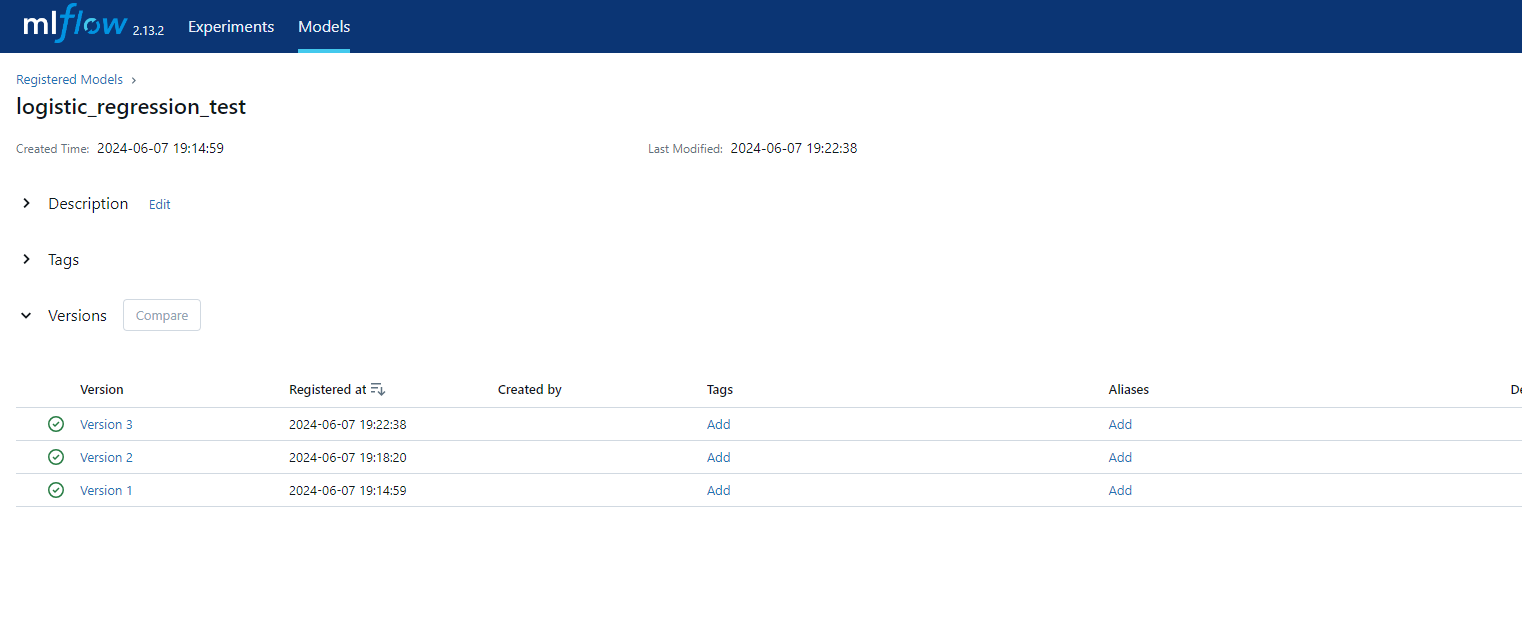 mlflow 2.13.2 Experiments Models
Registered Models
logistic_regression_test
Created Time: 2024-06-07 19:14:59 Last Modified: 2024-06-07 19:22:38
Description Edit
Tags
Versions Compare
Version Registered at Created by Tags Aliases
Version 3 2024-06-07 19:22:38 Add Add
Version 2 2024-06-07 19:18:20 Add Add
Version 1 2024-06-07 19:14:59 Add Add